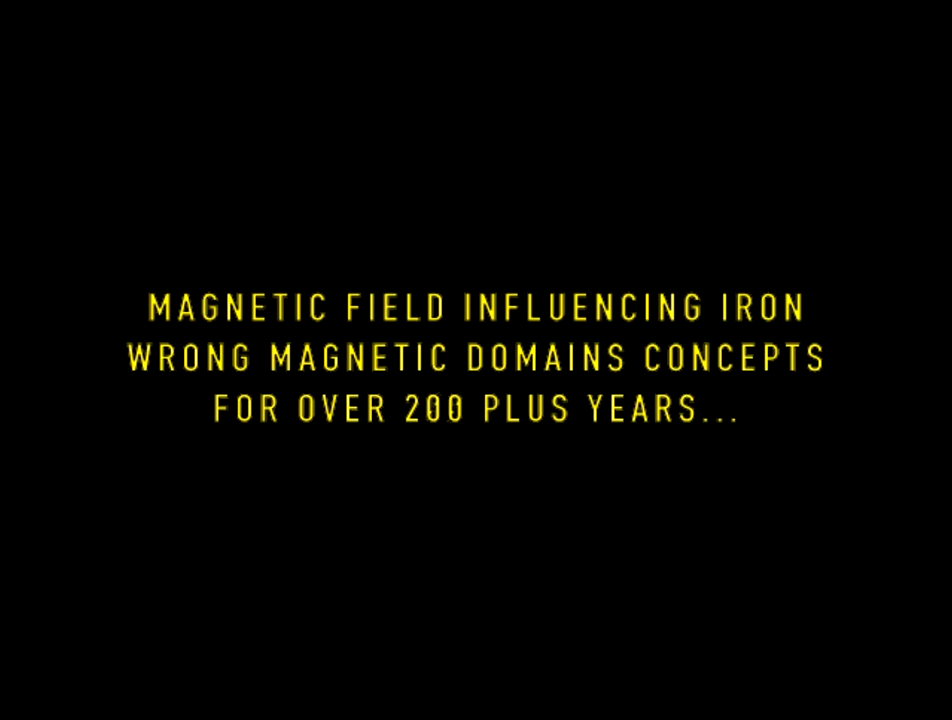 MAGNETIC FIELD INFLUENCING IRON
WRONG MAGNETIC DOMAINS CONCEPTS
FOR OVER 200 PLUS YEARS...